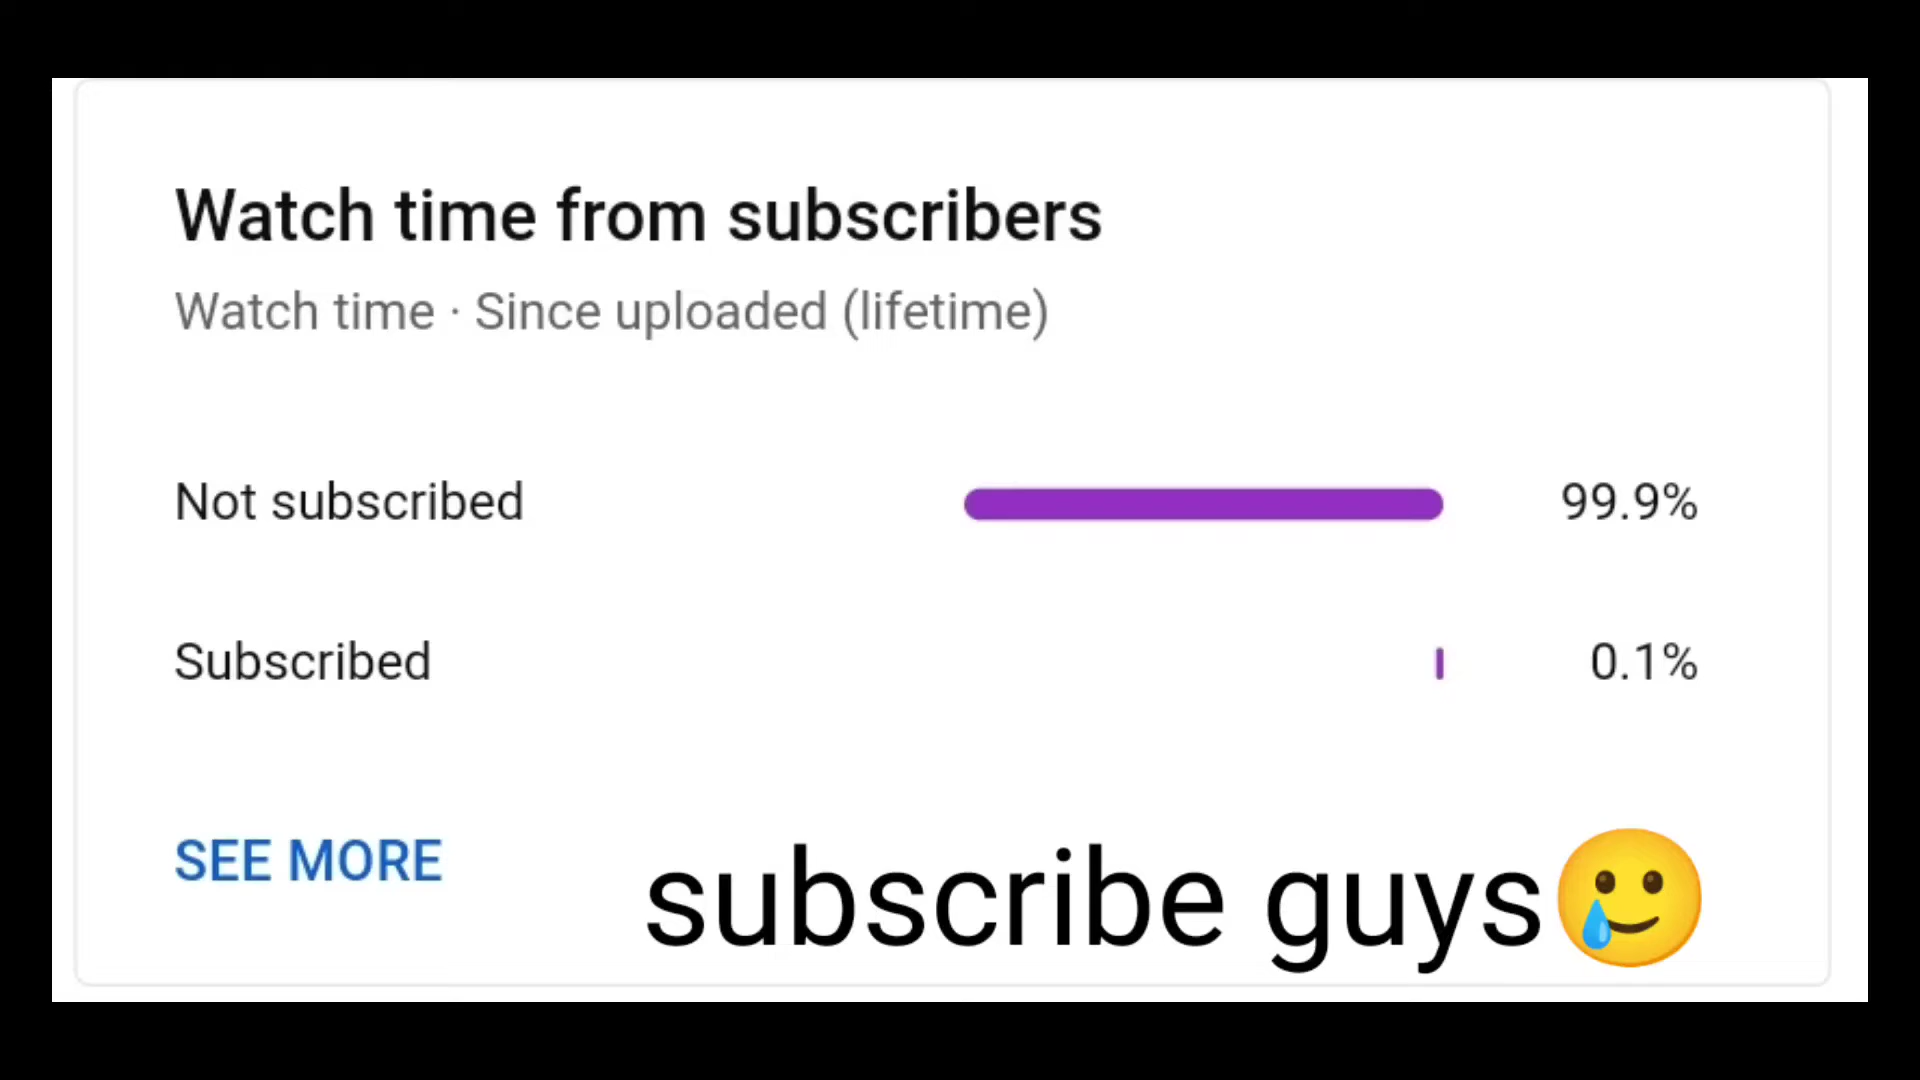 Watch time from subscribers
Watch time · Since uploaded (lifetime)
Not subscribed 99.9%
Subscribed 0.1%
SEE MORE
subscribe guys🥲